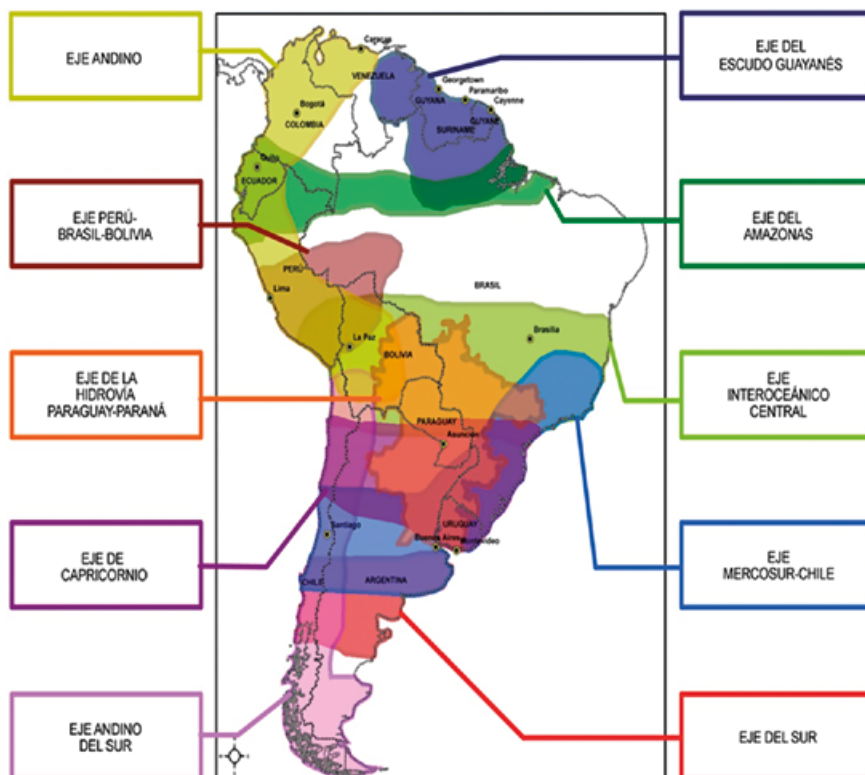 EJE ANDINO
EJE PERÚ-
BRASIL-BOLIVIA
EJE DE LA
HIDROVÍA
PARAGUAY-PARANÁ
EJE DE
CAPRICORNIO
EJE ANDINO
DEL SUR
Caracas
VENEZUELA
Georgetown
GUYANA
Paramaribo
Cayenne
SURINAME
GUYANE
Bogotá
COLOMBIA
Quito
ECUADOR
PERÚ
Lima
BRASIL
Brasilia
La Paz
BOLIVIA
PARAGUAY
Asunción
URUGUAY
Santiago
Buenos Aires
Montevideo
CHILE
ARGENTINA
EJE DEL
ESCUDO GUAYANÉS
EJE DEL
AMAZONAS
EJE
INTEROCEÁNICO
CENTRAL
EJE
MERCOSUR-CHILE
EJE DEL SUR